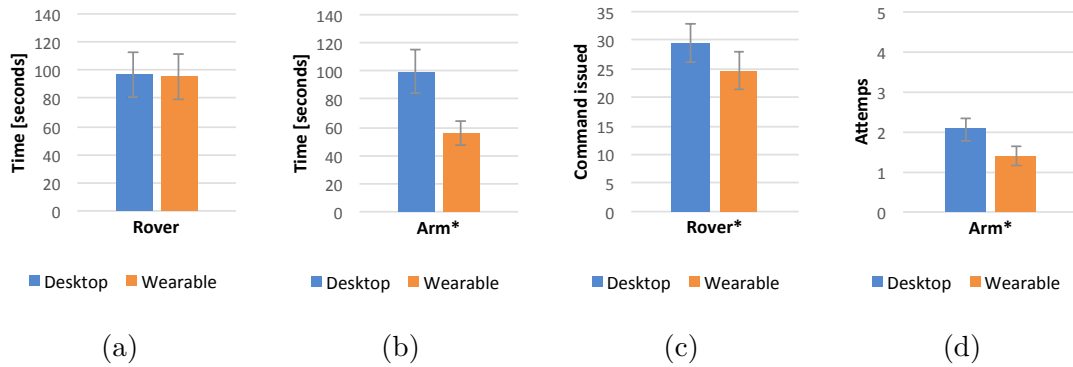 140
120
100
80
60
40
20
0
Time [seconds]
Rover
Desktop Wearable
(a)
140
120
100
80
60
40
20
0
Time [seconds]
Arm*
Desktop Wearable
(b)
35
30
25
20
15
10
5
0
Command issued
Rover*
Desktop Wearable
(c)
5
4
3
2
1
0
Attemps
Arm*
Desktop Wearable
(d)